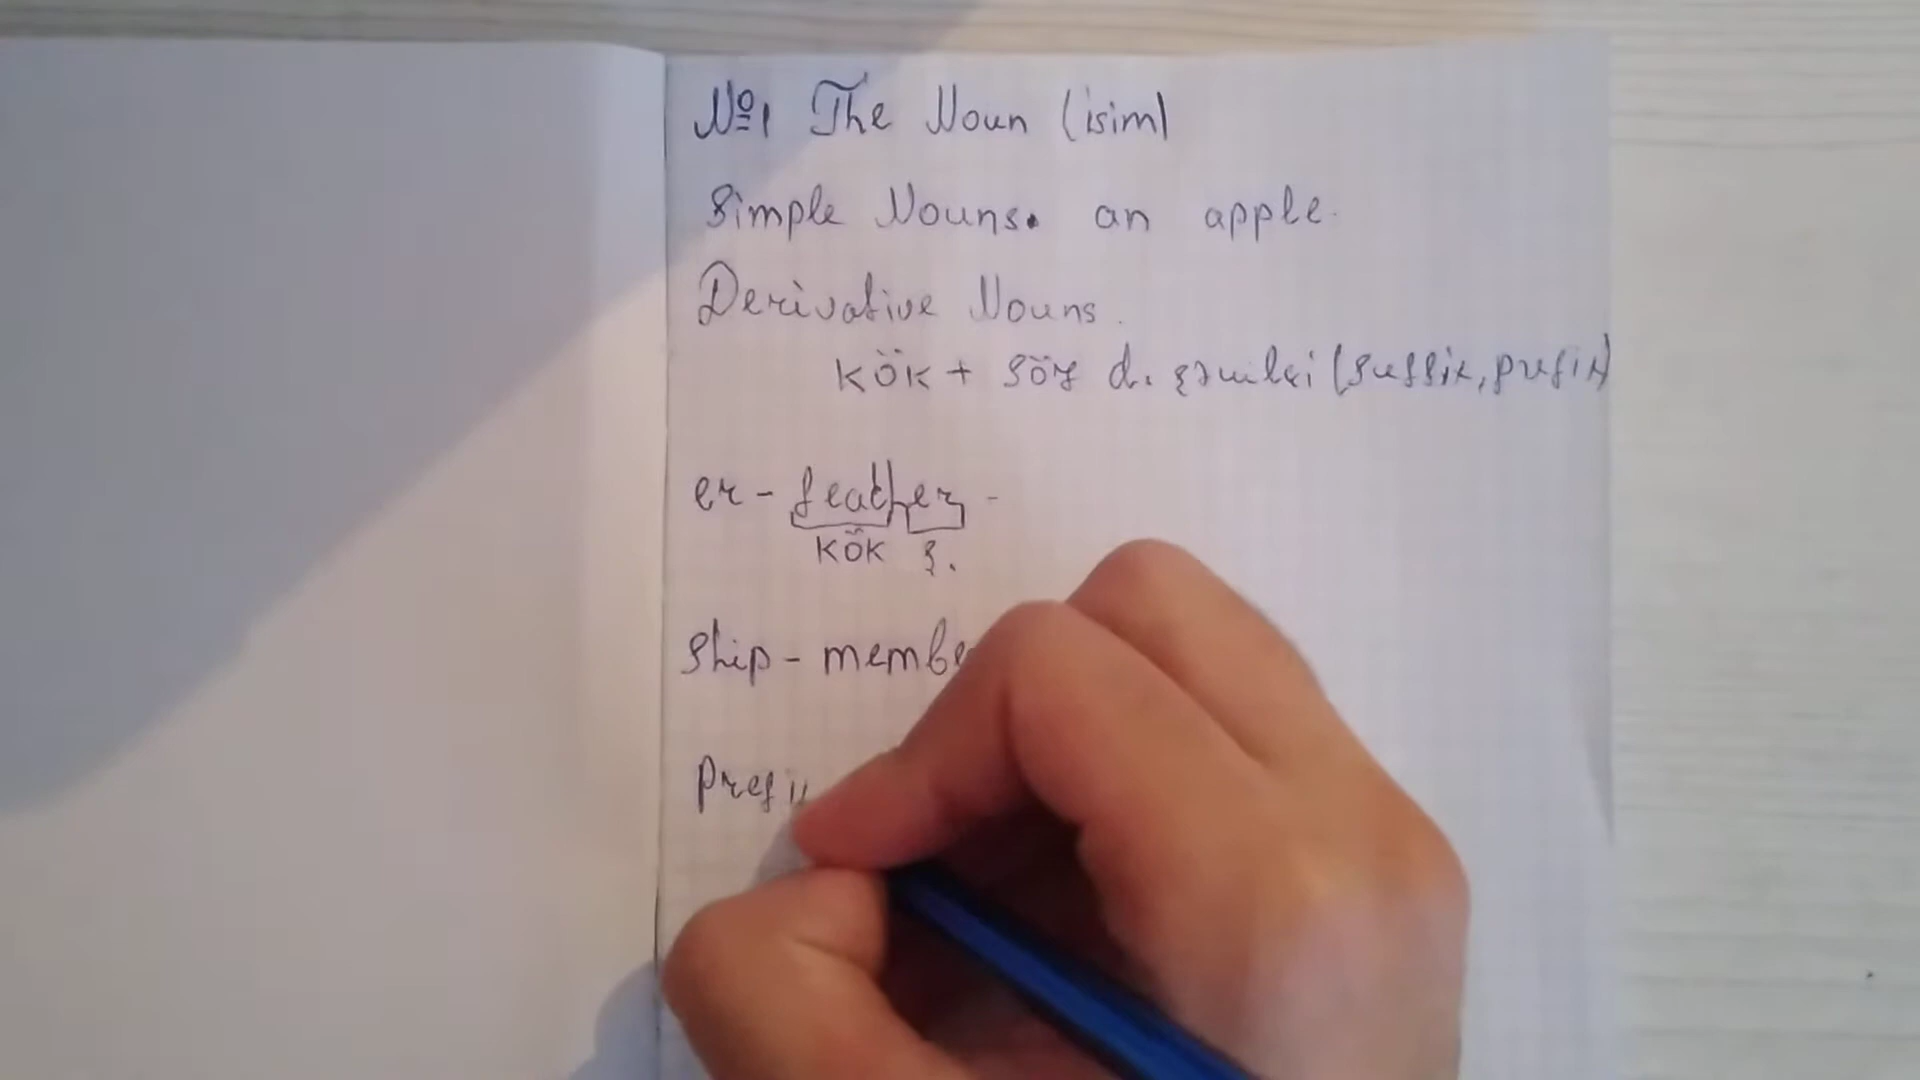 №1 The Noun (isim)
Simple Nouns. an apple.
Derivative Nouns.
kök + söz d. şəkilçi (suffix, prefix)
er - teacher -
kök ş.
ship - membe
Prefi